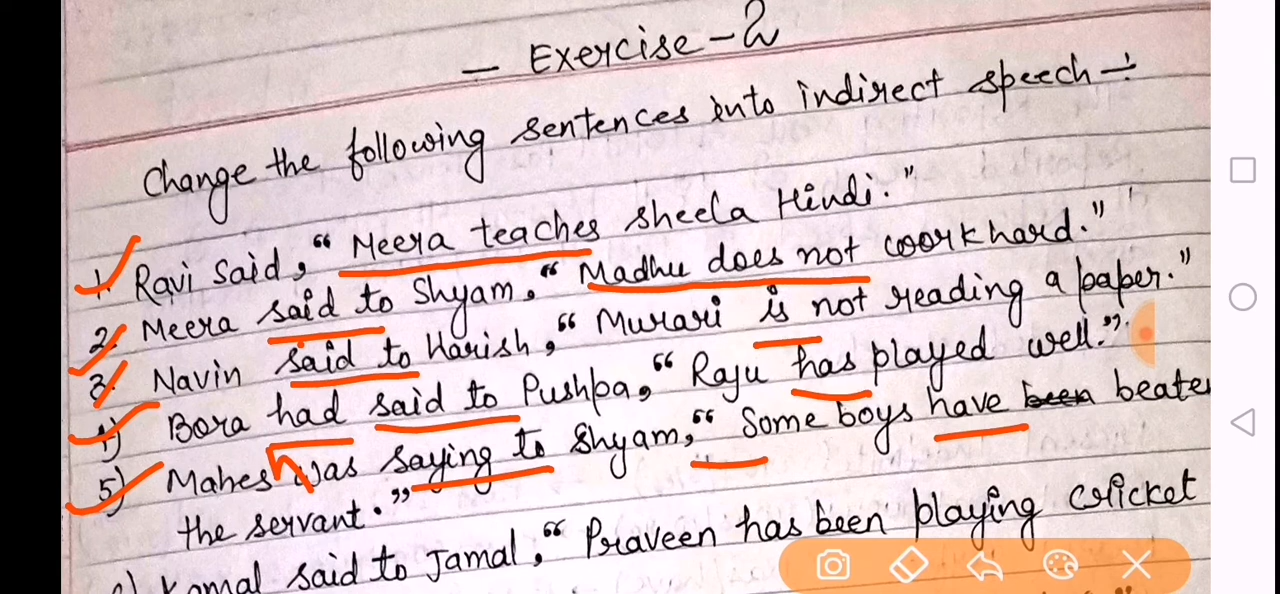 — Exercise - 2
Change the following sentences into indirect speech ÷
1. Ravi said, “Meera teaches sheela Hindi.”
2. Meera said to Shyam, “Madhu does not work hard.”
3. Navin said to Harish, “Murari is not reading a paper.”
4) Bora had said to Pushpa, “Raju has played well.”
5) Mahes was saying to Shyam, “Some boys have been beaten
the servant.”
Kamal said to Jamal, “Praveen has been playing cricket